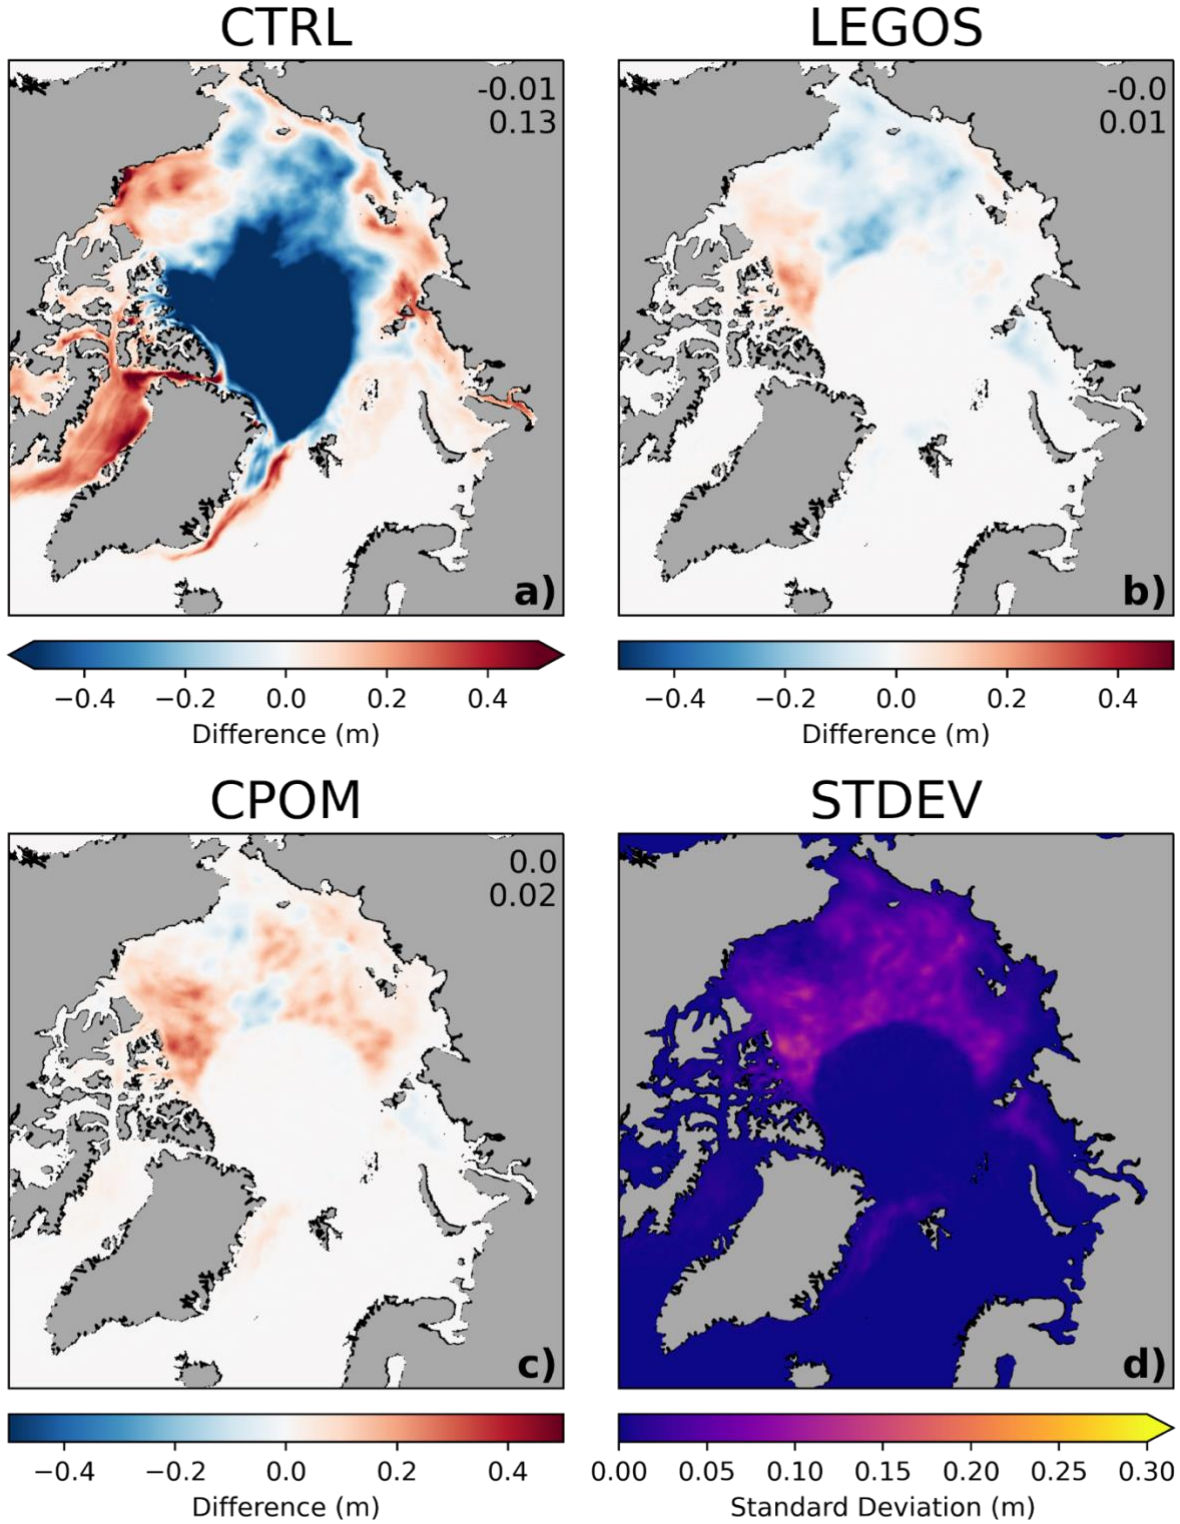 CTRL
LEGOS
-0.01
0.13
-0.0
0.01
a)
b)
−0.4 −0.2 0.0 0.2 0.4
Difference (m)
−0.4 −0.2 0.0 0.2 0.4
Difference (m)
CPOM
STDEV
0.0
0.02
c)
d)
−0.4 −0.2 0.0 0.2 0.4
Difference (m)
0.00 0.05 0.10 0.15 0.20 0.25 0.30
Standard Deviation (m)